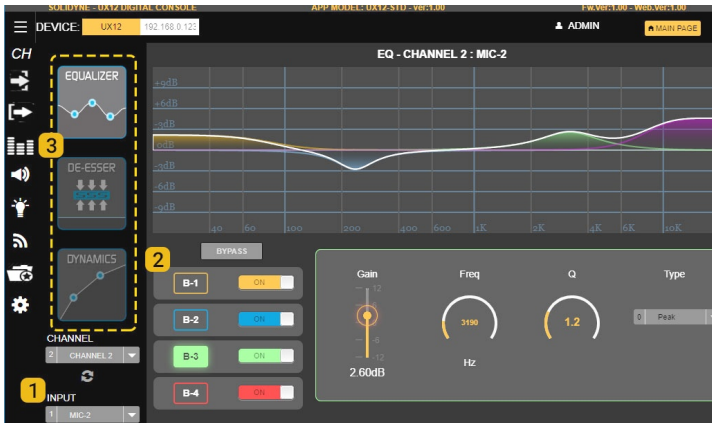 SOLIDYNE - UX12 DIGITAL CONSOLE APP MODEL: UX12-STD - Ver:1.00 Fw.Ver:1.00 - Web.Ver:1.00
DEVICE: UX12 192.168.0.123 ADMIN MAIN PAGE
CH
EQ - CHANNEL 2 : MIC-2
EQUALIZER
+9dB
+6dB
-3dB
0dB
-3dB
-6dB
-9dB
40 60 100 200 400 600 1K 2K 4K 6K 10K
3
DE-ESSER
DYNAMICS
BYPASS
2
B-1 ON
B-2 ON
B-3 ON
B-4 ON
Gain Freq Q Type
12
-6
-12
2.60dB
3190
Hz
1.2
0 Peak
CHANNEL
2 CHANNEL 2
1
INPUT
1 MIC-2